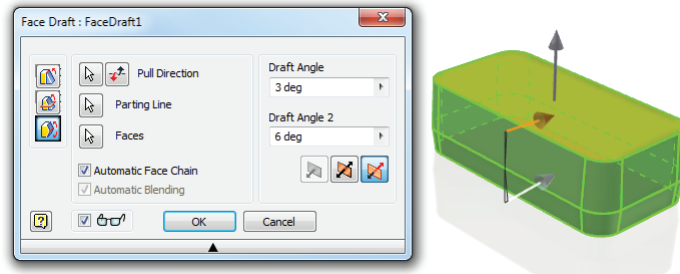 Face Draft : FaceDraft1
Pull Direction
Parting Line
Faces
Automatic Face Chain
Automatic Blending
Draft Angle
3 deg
Draft Angle 2
6 deg
OK
Cancel